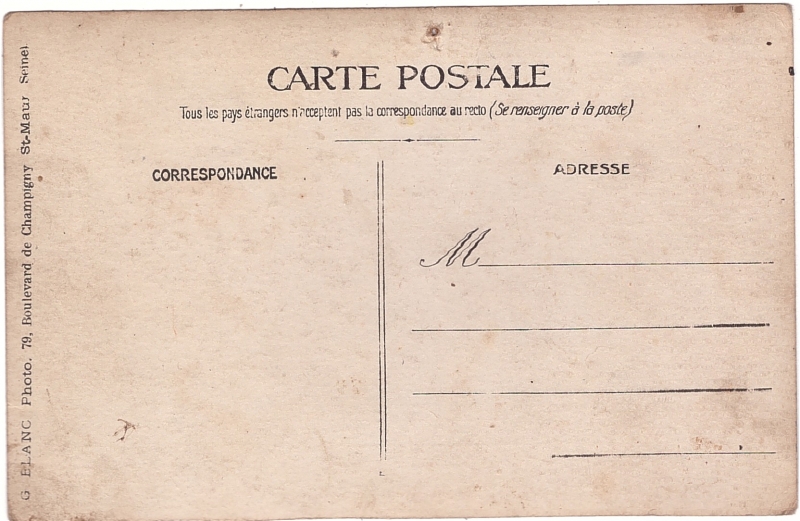 CARTE POSTALE
Tous les pays étrangers n'acceptent pas la correspondance au recto (Se renseigner à la poste)
CORRESPONDANCE
ADRESSE
M
G BLANC Photo. 79, Boulevard de Champigny St-Maur Seine)